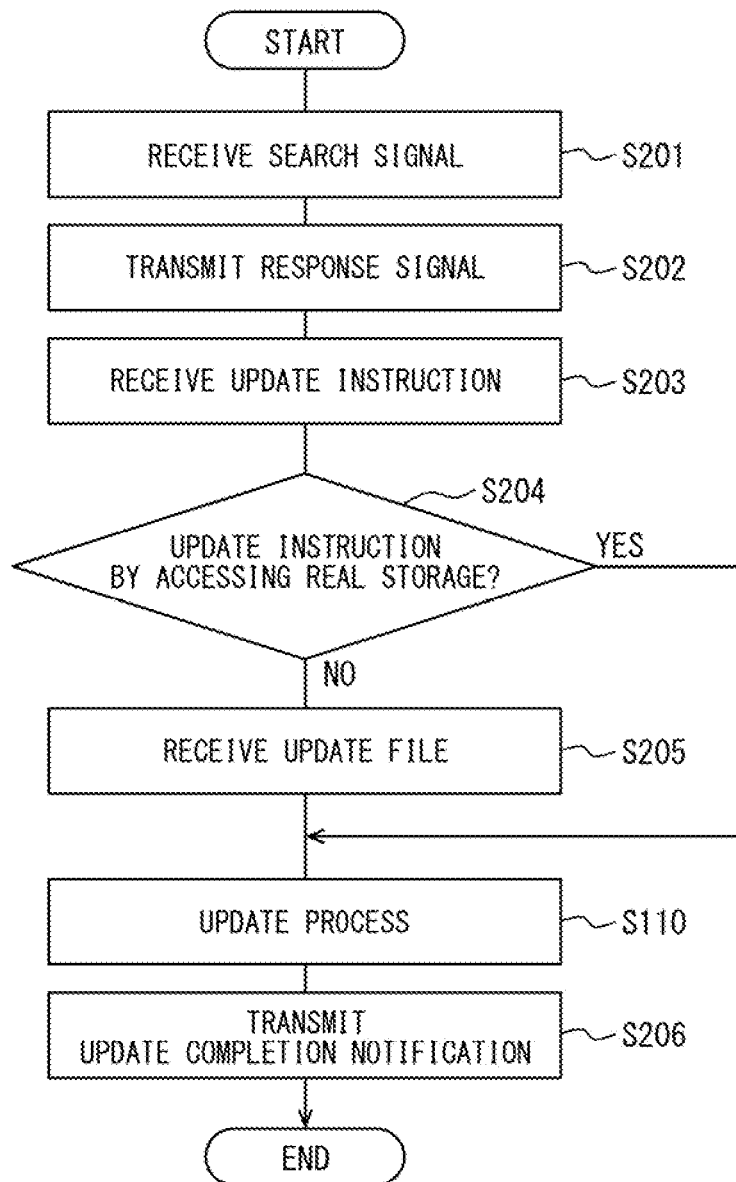 START
RECEIVE SEARCH SIGNAL
S201
TRANSMIT RESPONSE SIGNAL
S202
RECEIVE UPDATE INSTRUCTION
S203
S204
UPDATE INSTRUCTION
BY ACCESSING REAL STORAGE?
YES
NO
RECEIVE UPDATE FILE
S205
UPDATE PROCESS
S110
TRANSMIT
UPDATE COMPLETION NOTIFICATION
S206
END